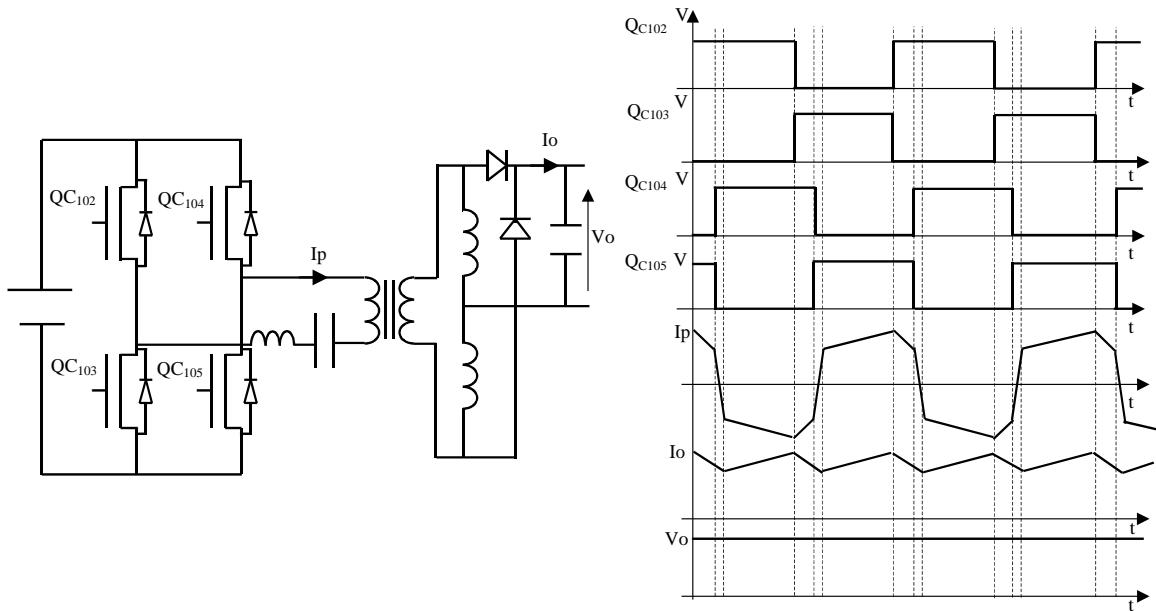 QC102
QC104
QC103
QC105
Ip
Io
Vo
QC102 V
t
QC103 V
t
QC104 V
t
QC105 V
t
Ip
t
Io
t
Vo
t